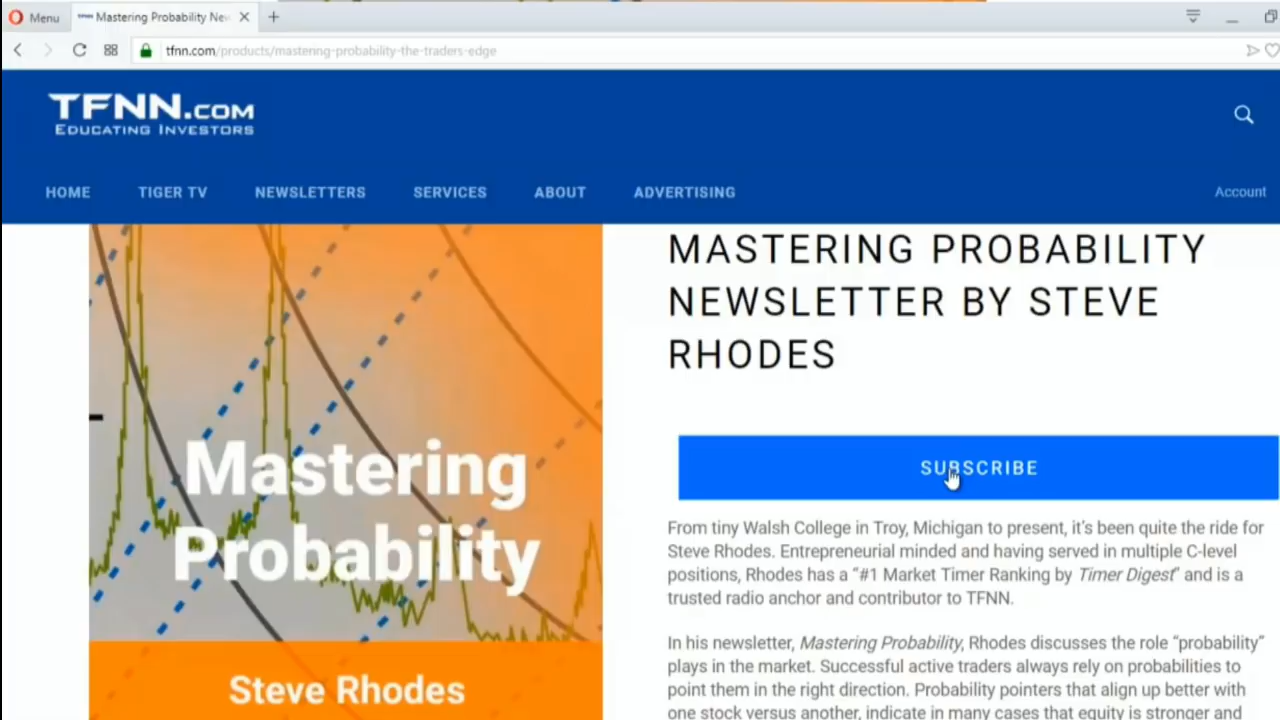 Menu
Mastering Probability New
tfnn.com/products/mastering-probability-the-traders-edge
TFNN.COM
EDUCATING INVESTORS
HOME
TIGER TV
NEWSLETTERS
SERVICES
ABOUT
ADVERTISING
Account
Mastering
Probability
Steve Rhodes
MASTERING PROBABILITY
NEWSLETTER BY STEVE
RHODES
SUBSCRIBE
From tiny Walsh College in Troy, Michigan to present, it's been quite the ride for
Steve Rhodes. Entrepreneurial minded and having served in multiple C-level
positions, Rhodes has a "#1 Market Timer Ranking by Timer Digest" and is a
trusted radio anchor and contributor to TFNN.
In his newsletter, Mastering Probability, Rhodes discusses the role "probability"
plays in the market. Successful active traders always rely on probabilities to
point them in the right direction. Probability pointers that align up better with
one stock versus another, indicate in many cases that equity is stronger and